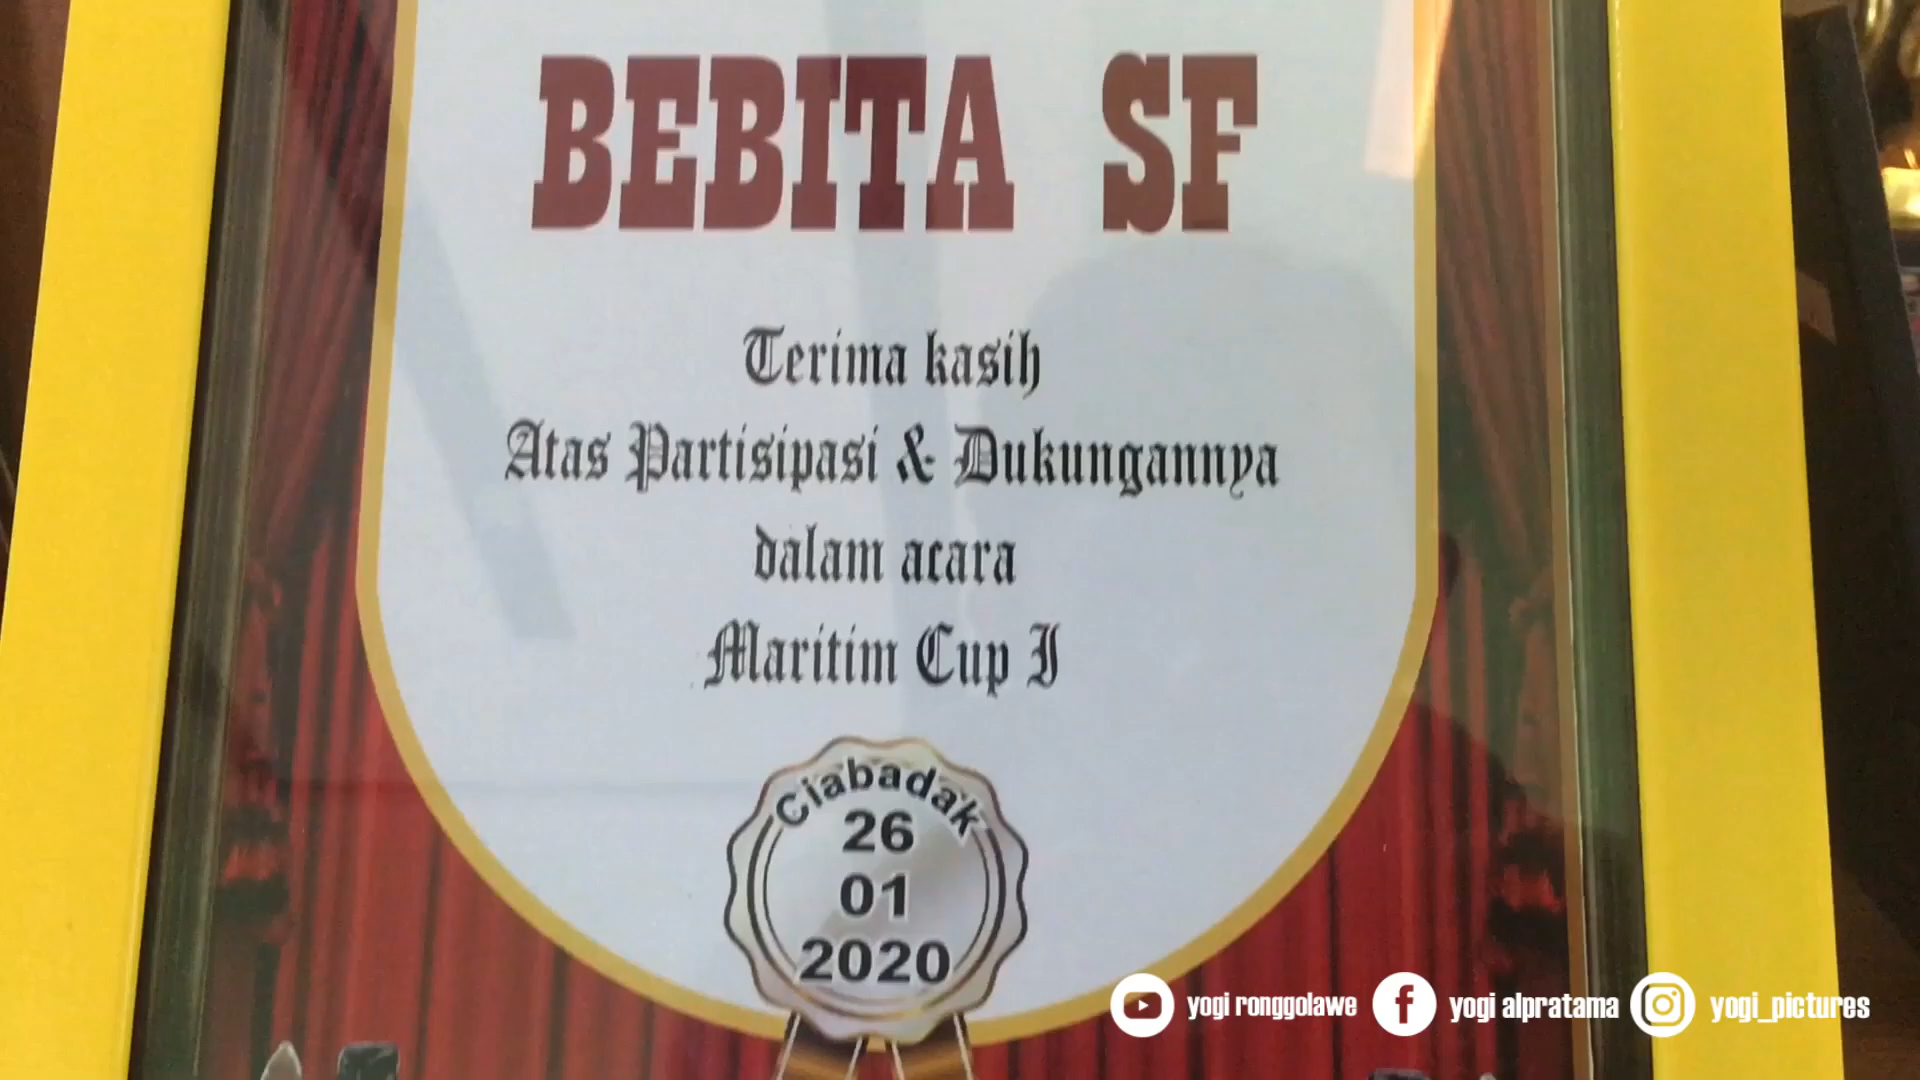 BEBITA SF
Terima kasih
Atas Partisipasi & Dukungannya
dalam acara
Maritim Cup I
Ciabadak
26
01
2020
yogi ronggolawe yogi alpratama yogi_pictures